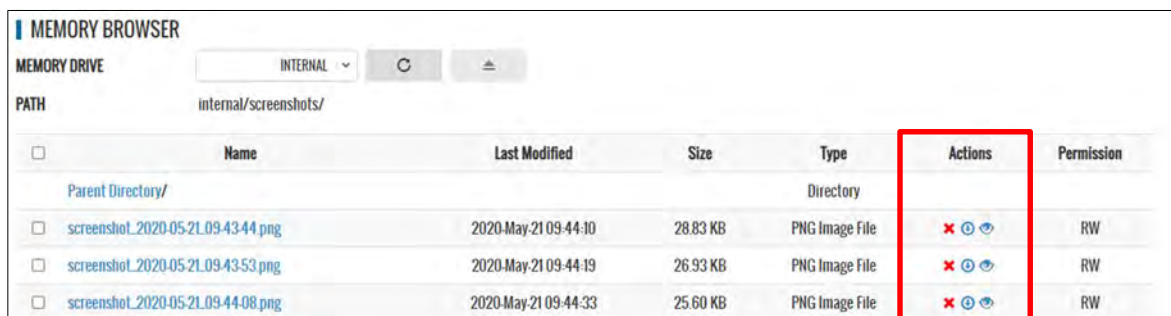 MEMORY BROWSER
MEMORY DRIVE INTERNAL
PATH internal/screenshots/
Name Last Modified Size Type Actions Permission
Parent Directory/ Directory
screenshot_2020-05-21_09-43-44.png 2020-May-21 09:44:10 28.83 KB PNG Image File RW
screenshot_2020-05-21_09-43-53.png 2020-May-21 09:44:19 26.93 KB PNG Image File RW
screenshot_2020-05-21_09-44-08.png 2020-May-21 09:44:33 25.60 KB PNG Image File RW